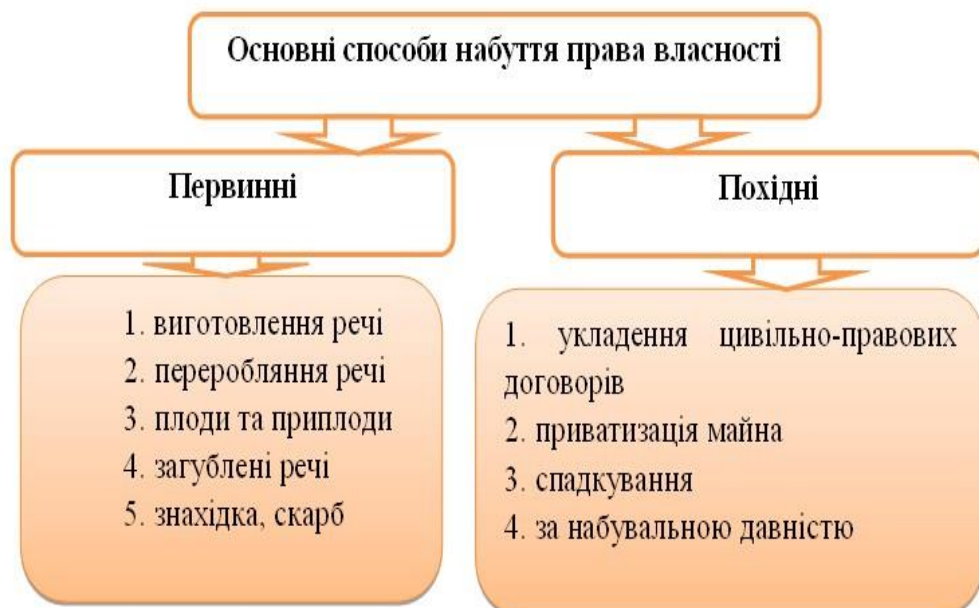 Основні способи набуття права власності
Первинні
1. виготовлення речі
2. переробляння речі
3. плоди та приплоди
4. загублені речі
5. знахідка, скарб
Похідні
1. укладення цивільно-правових
договорів
2. приватизація майна
3. спадкування
4. за набувальною давністю